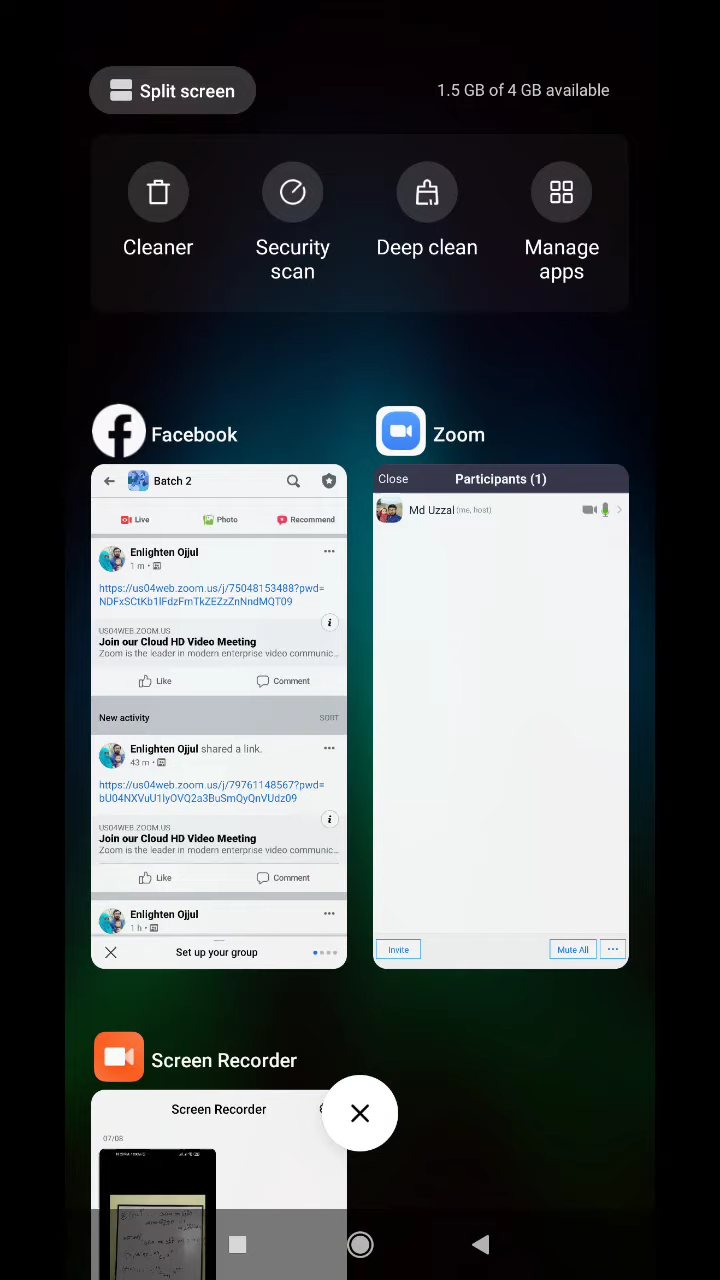 Split screen
1.5 GB of 4 GB available
Cleaner
Security
scan
Deep clean
Manage
apps
Facebook
Batch 2
Live
Photo
Recommend
Enlighten Ojjul
1 m
https://us04web.zoom.us/j/75048153488?pwd=
NDFxSCtKb1lFdzFmTkZEZzZnNndMQT09
US04WEB.ZOOM.US
Join our Cloud HD Video Meeting
Zoom is the leader in modern enterprise video communic...
Like
Comment
New activity
SORT
Enlighten Ojjul shared a link.
43 m
https://us04web.zoom.us/j/79761148567?pwd=
bU04NXVuU1lyOVQ2a3BuSmQyQnVUdz09
US04WEB.ZOOM.US
Join our Cloud HD Video Meeting
Zoom is the leader in modern enterprise video communic...
Like
Comment
Enlighten Ojjul
1 h
Set up your group
Zoom
Close
Participants (1)
Md Uzzal (me, host)
Invite
Mute All
Screen Recorder
Screen Recorder
07/08